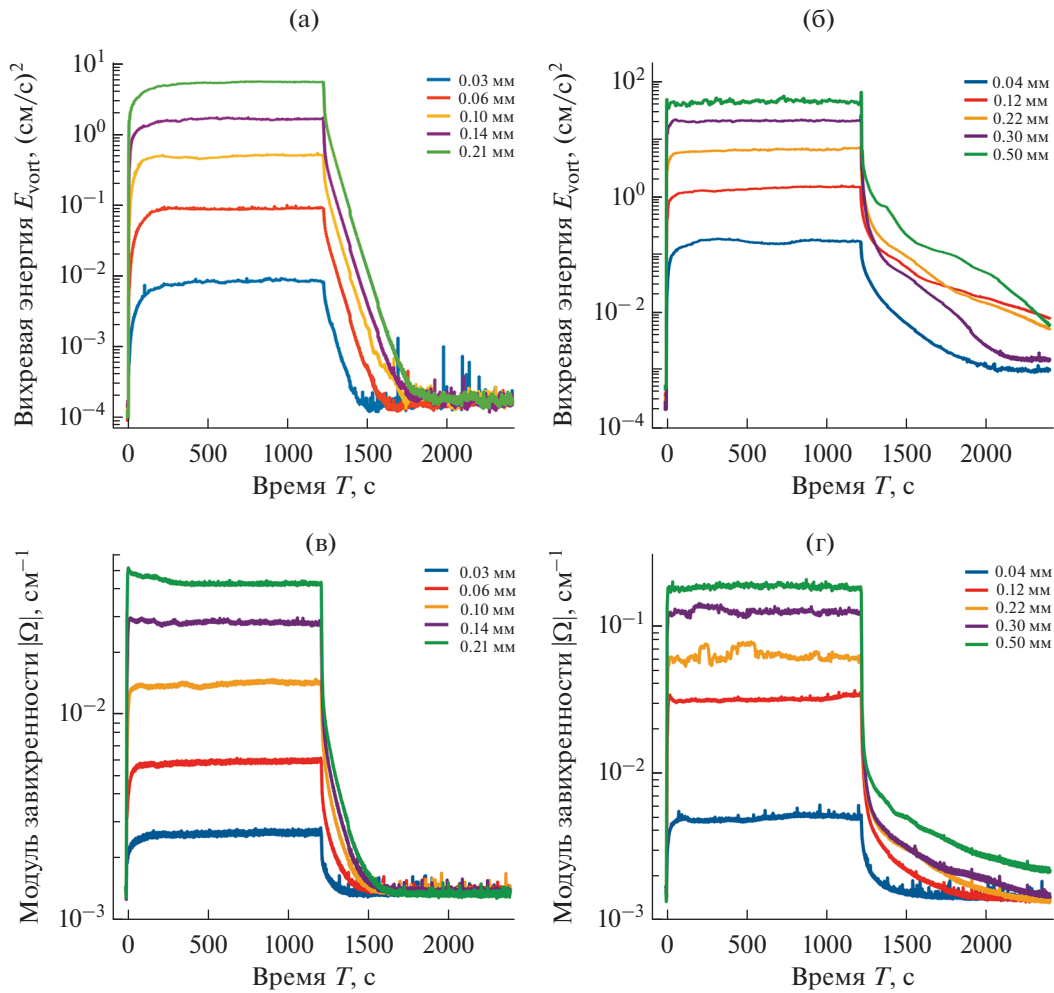 (а)
Вихревая энергия E_vort, (см/с)^2
10^1
10^0
10^−1
10^−2
10^−3
10^−4
0.03 мм
0.06 мм
0.10 мм
0.14 мм
0.21 мм
0 500 1000 1500 2000
Время T, с
(б)
Вихревая энергия E_vort, (см/с)^2
10^2
10^0
10^−2
10^−4
0.04 мм
0.12 мм
0.22 мм
0.30 мм
0.50 мм
0 500 1000 1500 2000
Время T, с
(в)
Модуль завихренности |Ω|, см^−1
10^−2
10^−3
0.03 мм
0.06 мм
0.10 мм
0.14 мм
0.21 мм
0 500 1000 1500 2000
Время T, с
(г)
Модуль завихренности |Ω|, см^−1
10^−1
10^−2
10^−3
0.04 мм
0.12 мм
0.22 мм
0.30 мм
0.50 мм
0 500 1000 1500 2000
Время T, с